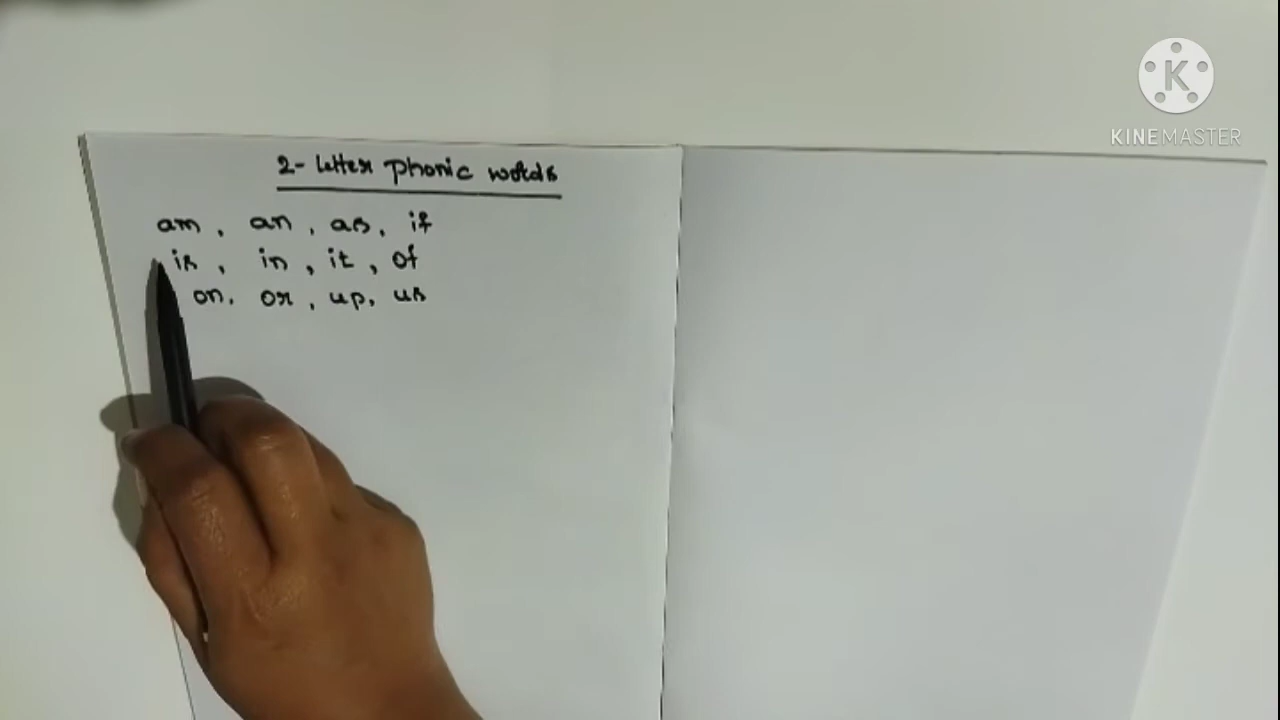 KINEMASTER
2- letter phonic words
am, an, as, if
is, in, it, of
on, or, up, us